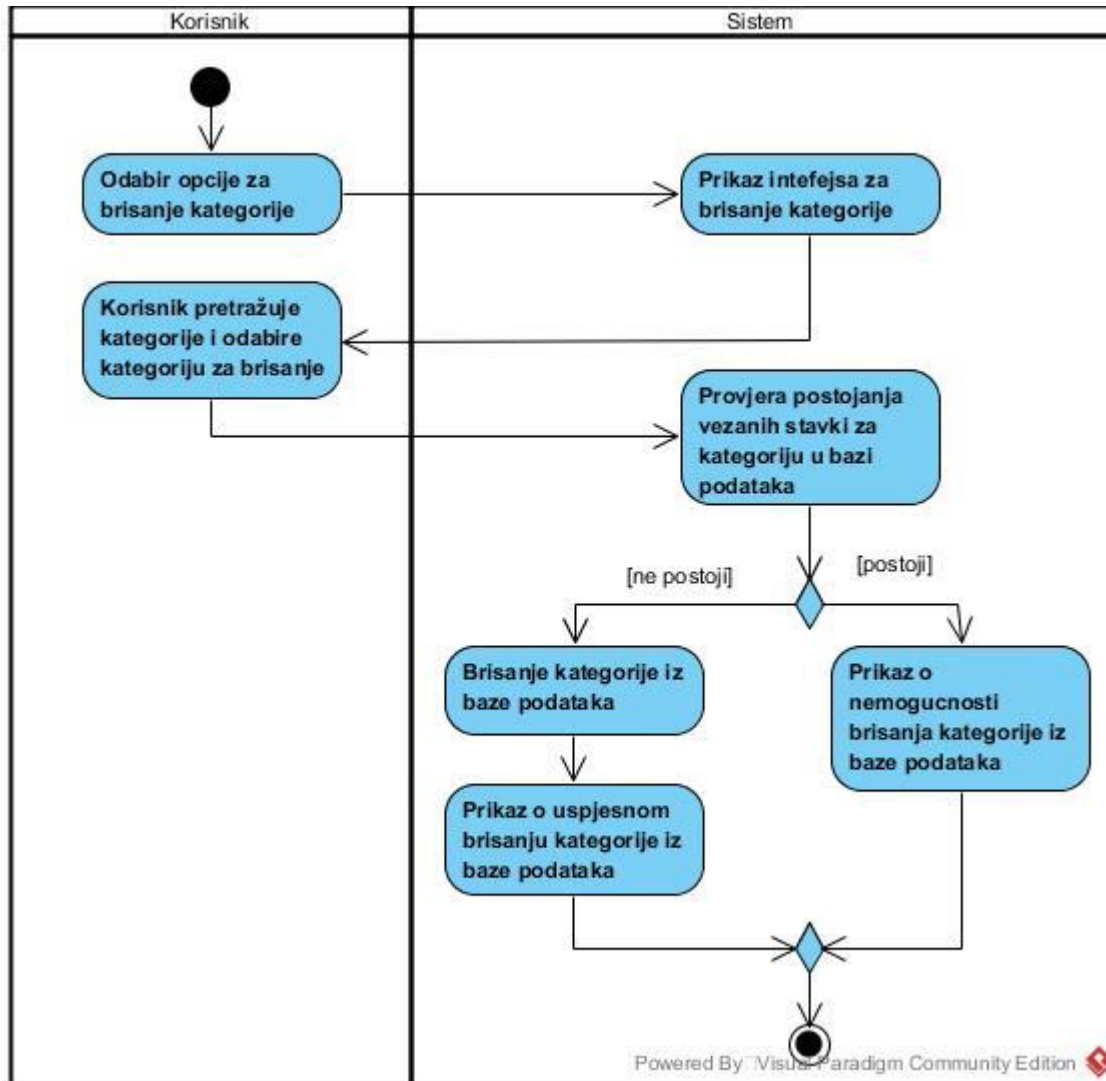 Korisnik
Sistem
Odabir opcije za
brisanje kategorije
Prikaz intefejsa za
brisanje kategorije
Korisnik pretražuje
kategorije i odabire
kategoriju za brisanje
Provjera postojanja
vezanih stavki za
kategoriju u bazi
podataka
[ne postoji]
[postoji]
Brisanje kategorije iz
baze podataka
Prikaz o
nemogucnosti
brisanja kategorije iz
baze podataka
Prikaz o uspjesnom
brisanju kategorije iz
baze podataka
Powered By Visual Paradigm Community Edition